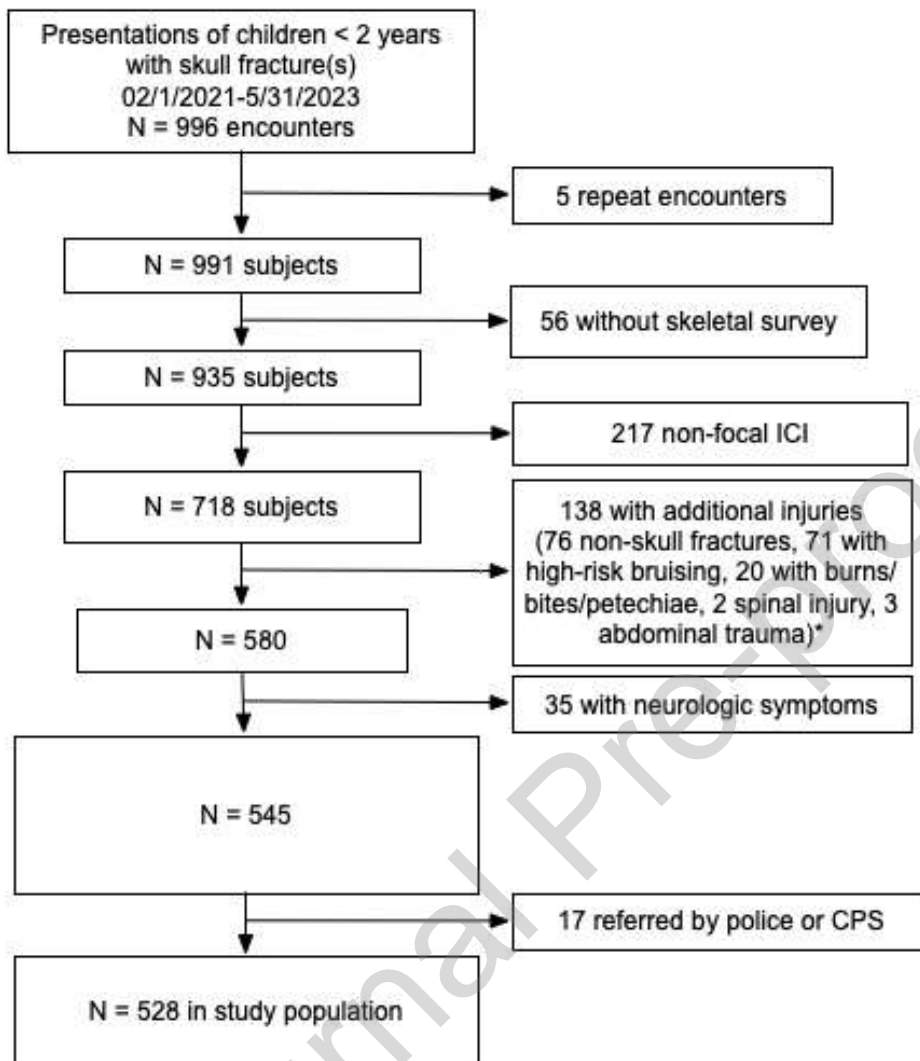 Presentations of children < 2 years
with skull fracture(s)
02/1/2021-5/31/2023
N = 996 encounters
5 repeat encounters
N = 991 subjects
56 without skeletal survey
N = 935 subjects
217 non-focal ICI
N = 718 subjects
138 with additional injuries
(76 non-skull fractures, 71 with
high-risk bruising, 20 with burns/
bites/petechiae, 2 spinal injury, 3
abdominal trauma)*
N = 580
35 with neurologic symptoms
N = 545
17 referred by police or CPS
N = 528 in study population